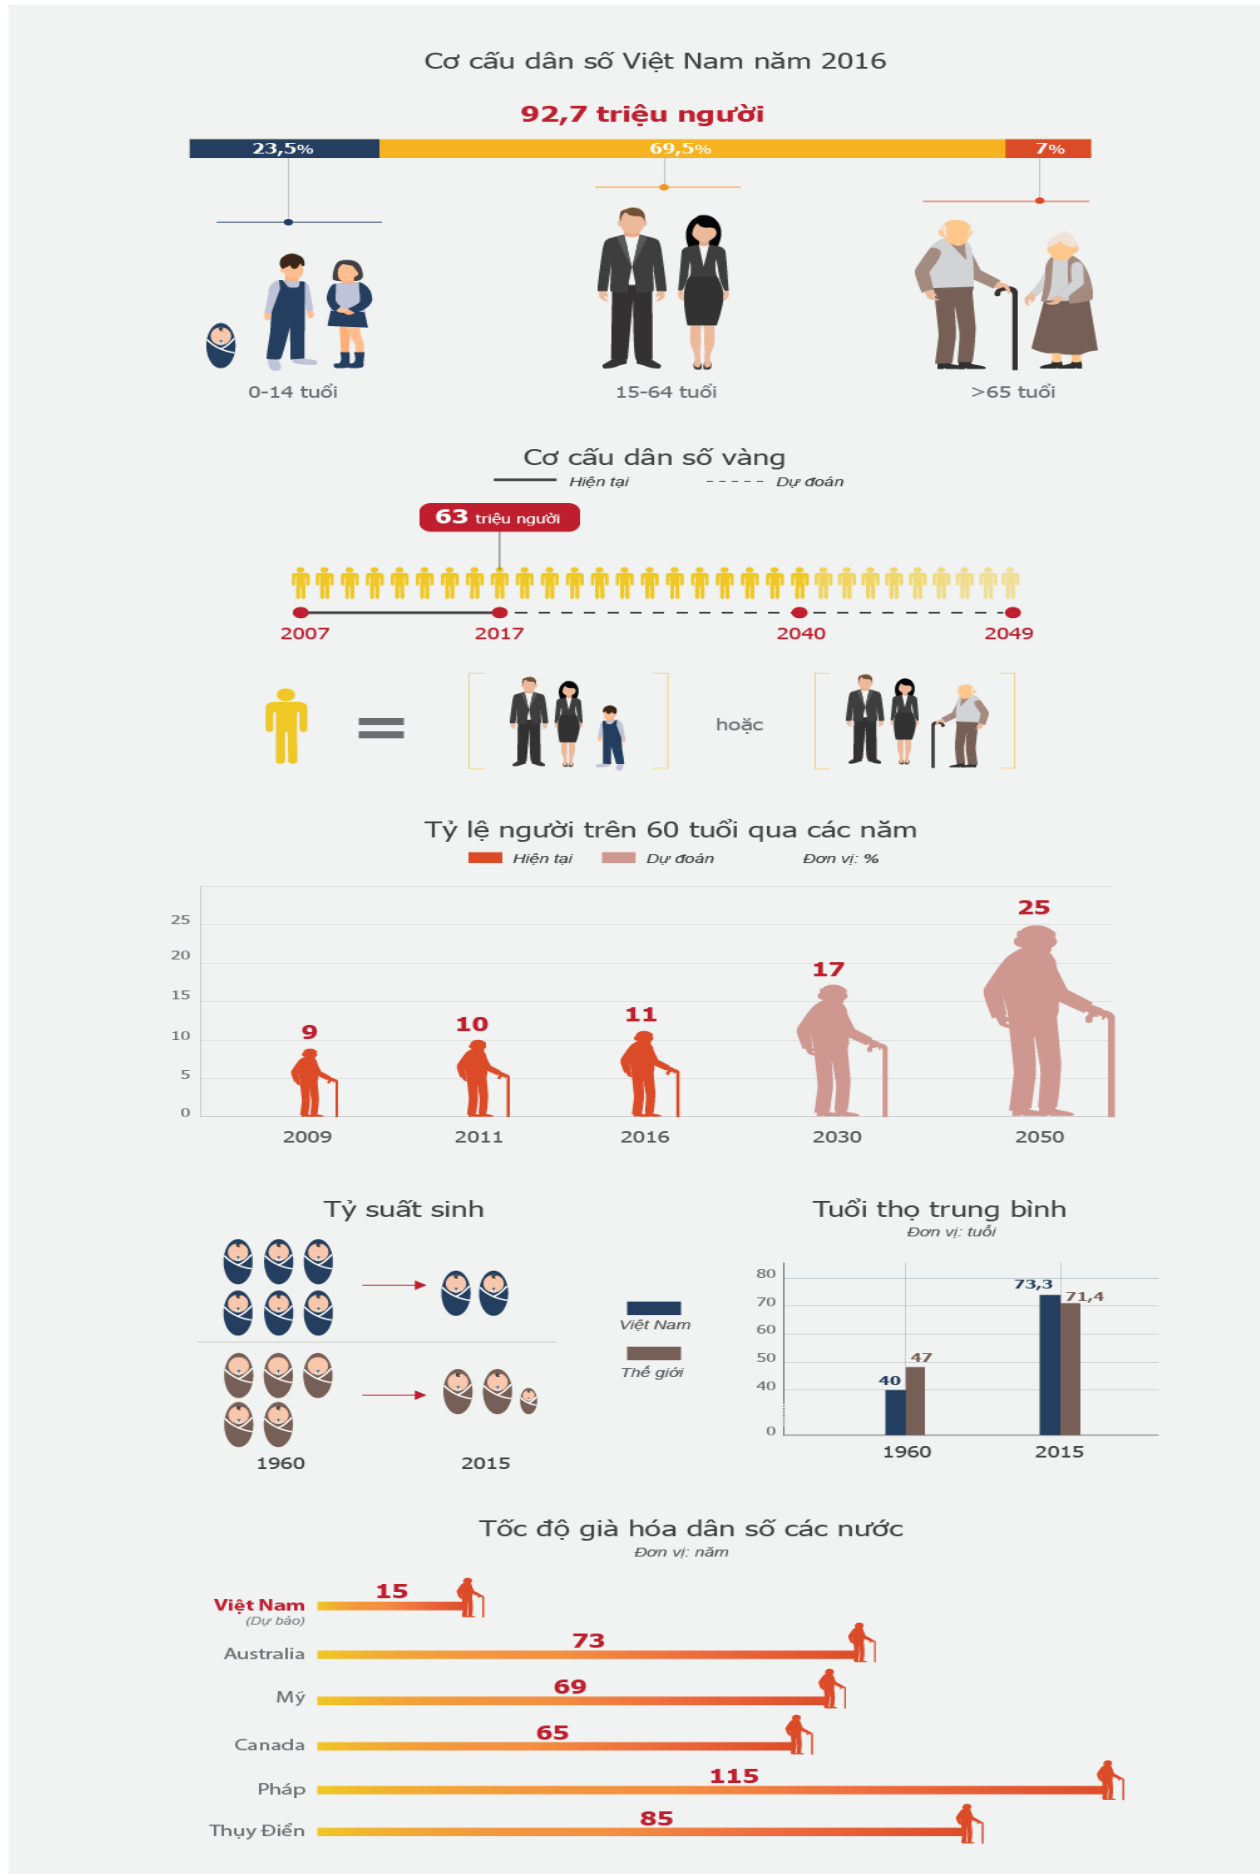 Cơ cấu dân số Việt Nam năm 2016
92,7 triệu người
23,5% 69,5% 7%
0-14 tuổi 15-64 tuổi >65 tuổi
Cơ cấu dân số vàng
Hiện tại Dự đoán
63 triệu người
2007 2017 2040 2049
hoặc
Tỷ lệ người trên 60 tuổi qua các năm
Hiện tại Dự đoán Đơn vị: %
25
20
15
10
5
0
9 10 11 17 25
2009 2011 2016 2030 2050
Tỷ suất sinh
1960 2015
Việt Nam
Thế giới
Tuổi thọ trung bình
Đơn vị: tuổi
80
70
60
50
40
0
40 47 73,3 71,4
1960 2015
Tốc độ già hóa dân số các nước
Đơn vị: năm
Việt Nam 15
(Dự báo)
Australia 73
Mỹ 69
Canada 65
Pháp 115
Thụy Điển 85